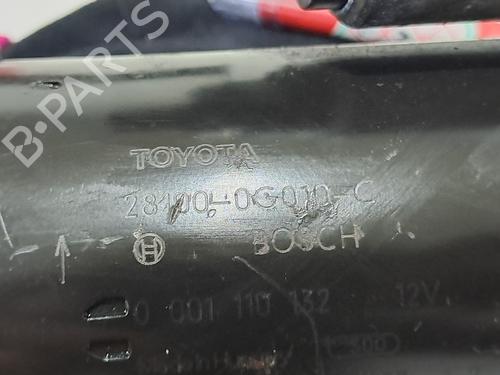 B-PARTS
TOYOTA
28100-0G010-C
BOSCH
0 001 110 132 12V